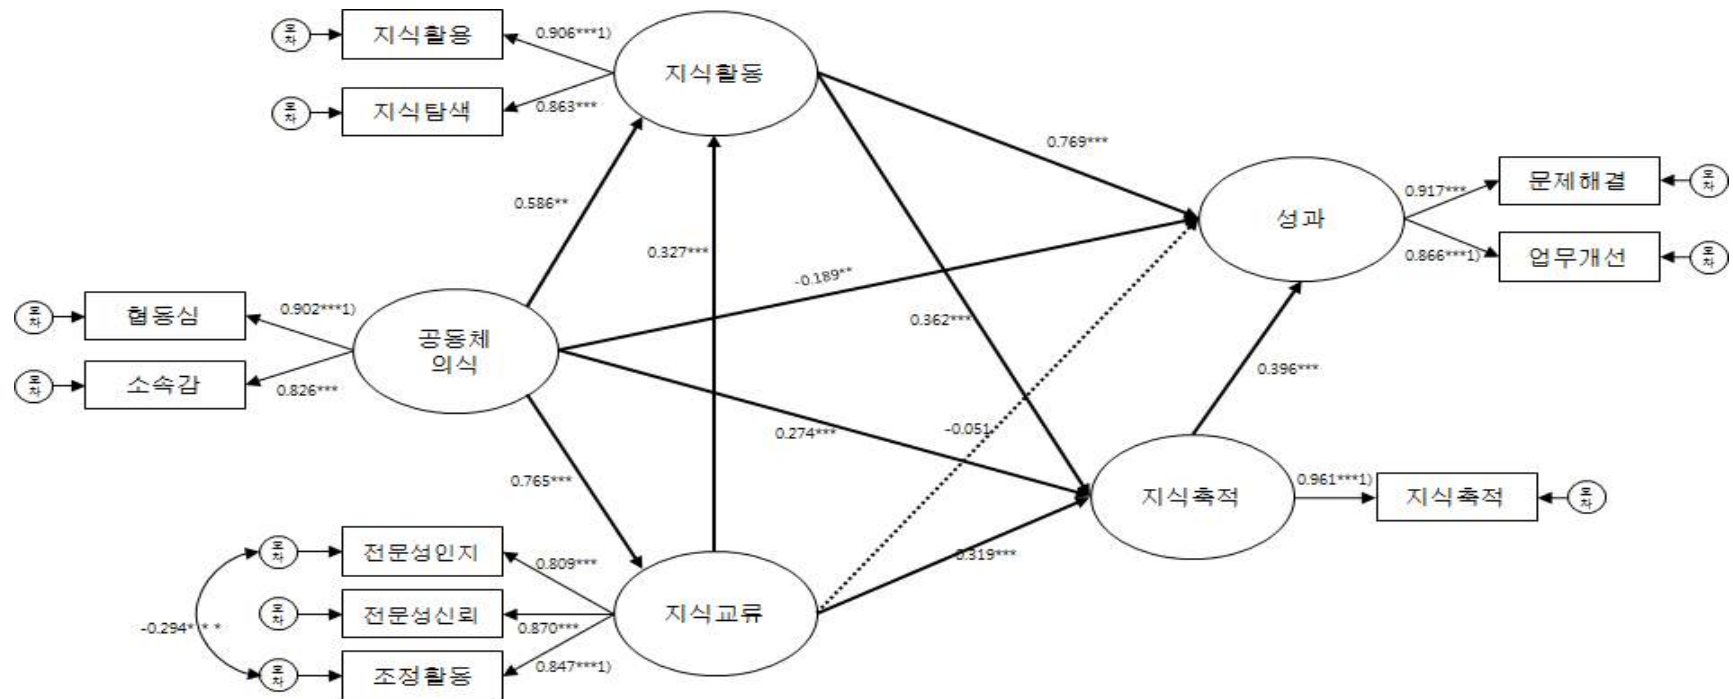 오차
지식활용
0.906***1)
지식활동
오차
지식탐색
0.863***
0.769***
0.586**
0.327***
문제해결
0.917***
오차
성과
업무개선
0.866***1)
오차
-0.189**
0.362***
오차
협동심
0.902***1)
공동체
의식
오차
소속감
0.826***
0.396***
0.274***
-0.051
0.765***
지식축적
0.961***1)
지식축적
오차
오차
전문성인지
0.809***
0.319***
오차
전문성신뢰
0.870***
지식교류
-0.294***
오차
조정활동
0.847***1)